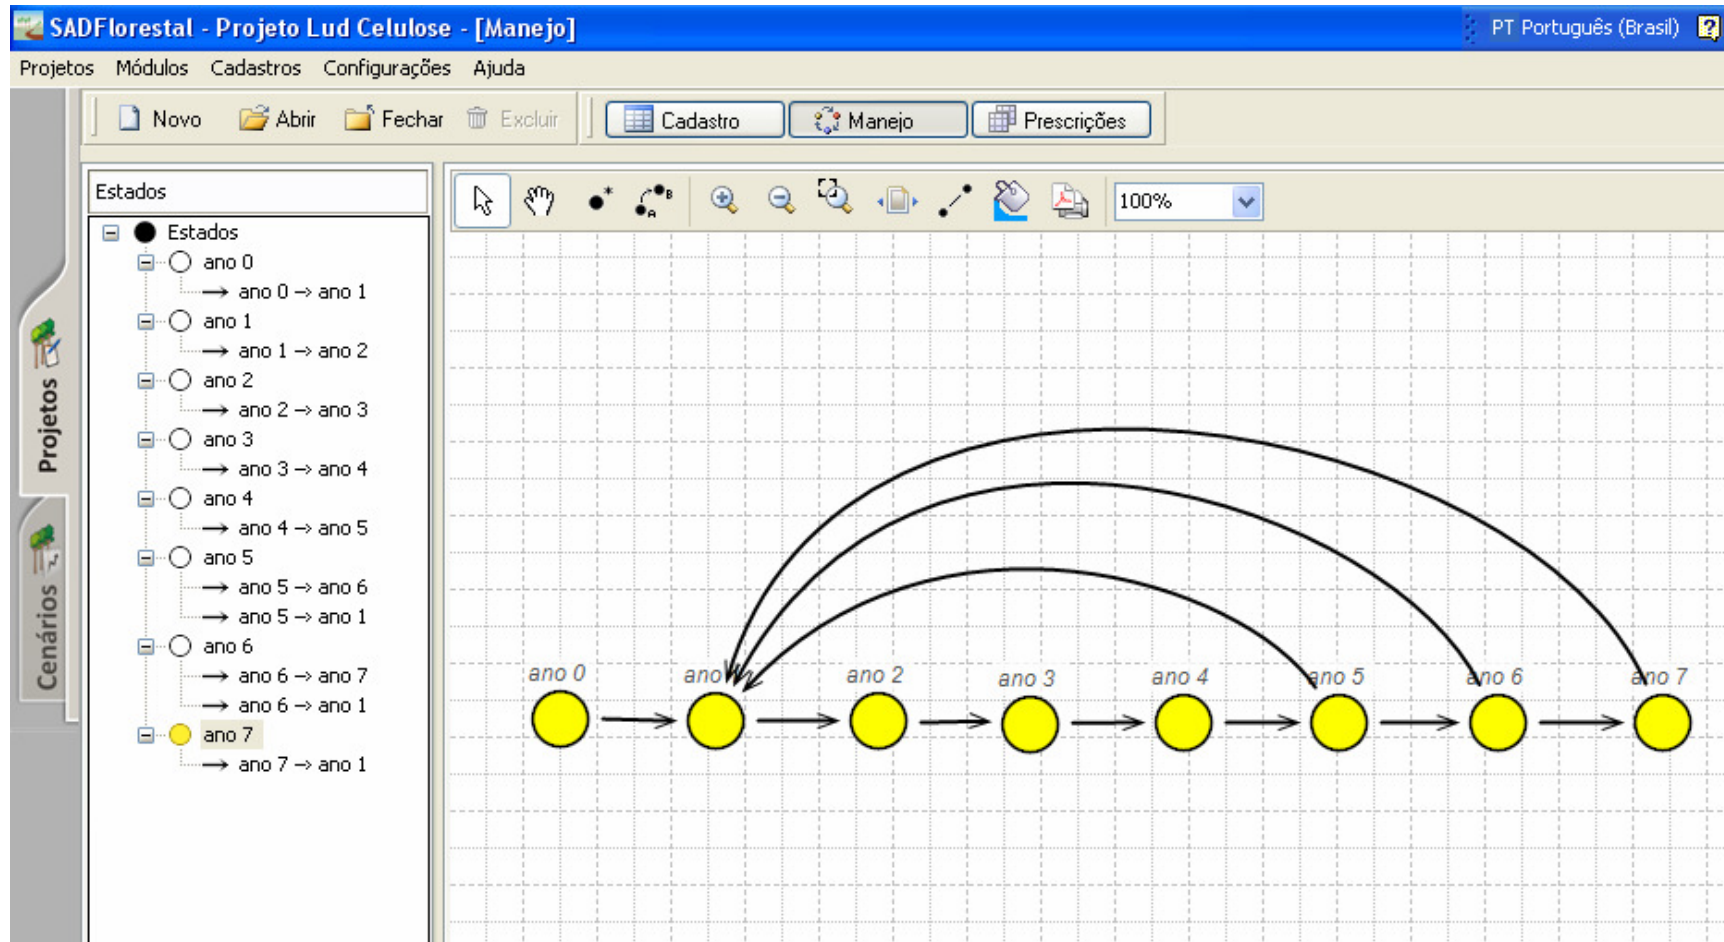 SADFlorestal - Projeto Lud Celulose - [Manejo]
PT Português (Brasil)
Projetos Módulos Cadastros Configurações Ajuda
Novo Abrir Fechar Excluir Cadastro Manejo Prescrições
Estados
100%
Estados
ano 0
ano 0 -> ano 1
ano 1
ano 1 -> ano 2
ano 2
ano 2 -> ano 3
ano 3
ano 3 -> ano 4
ano 4
ano 4 -> ano 5
ano 5
ano 5 -> ano 6
ano 5 -> ano 1
ano 6
ano 6 -> ano 7
ano 6 -> ano 1
ano 7
ano 7 -> ano 1
Projetos
Cenários
A
B
ano 0 ano ano 2 ano 3 ano 4 ano 5 ano 6 ano 7